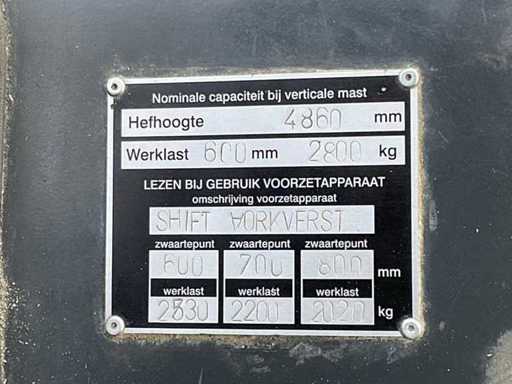 Nominale capaciteit bij verticale mast
Hefhoogte 4860 mm
Werklast 600 mm 2800 kg
LEZEN BIJ GEBRUIK VOORZETAPPARAAT
omschrijving voorzetapparaat
SHIFT VORKVERST
zwaartepunt zwaartepunt zwaartepunt
600 700 800 mm
werklast werklast werklast
2200 2020 kg